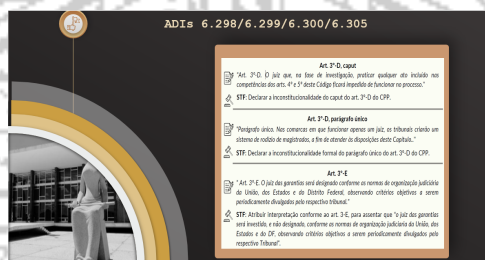 ADIs 6.298/6.299/6.300/6.305
Art. 3º-D, caput
"Art. 3º-D. O juiz que, na fase de investigação, praticar qualquer ato incluído nas
competências dos arts. 4º e 5º deste Código ficará impedido de funcionar no processo."
STF: Declarar a inconstitucionalidade do caput do art. 3º-D do CPP.
Art. 3º-D, parágrafo único
"Parágrafo único. Nas comarcas em que funcionar apenas um juiz, os tribunais criarão um
sistema de rodízio de magistrados, a fim de atender às disposições deste Capítulo.."
STF: Declarar a inconstitucionalidade formal do parágrafo único do art. 3º-D do CPP.
Art. 3º-E
" Art. 3º-E. O juiz das garantias será designado conforme as normas de organização judiciária
da União, dos Estados e do Distrito Federal, observando critérios objetivos a serem
periodicamente divulgados pelo respectivo tribunal."
STF: Atribuir interpretação conforme ao art. 3-E, para assentar que "o juiz das garantias
será investido, e não designado, conforme as normas de organização judiciária da União, dos
Estados e do DF, observando critérios objetivos a serem periodicamente divulgados pelo
respectivo Tribunal".